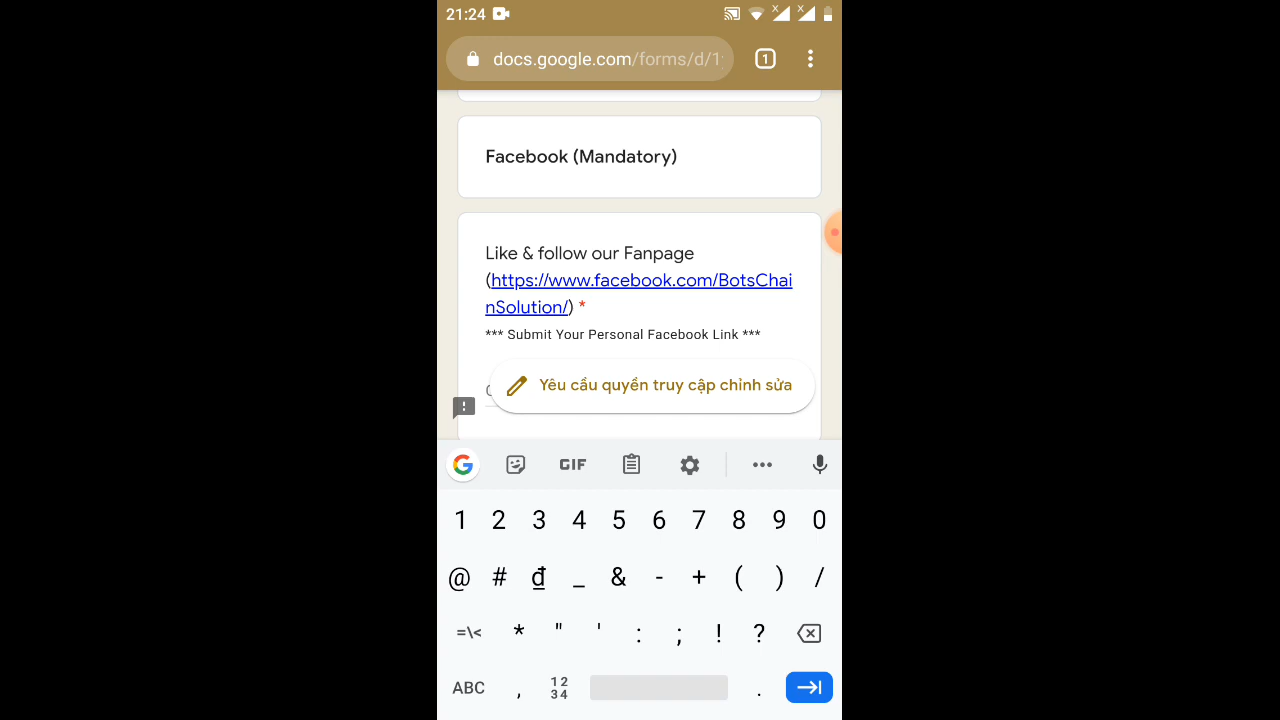 21:24
docs.google.com/forms/d/1
1
Facebook (Mandatory)
Like & follow our Fanpage
(https://www.facebook.com/BotsChai
nSolution/) *
*** Submit Your Personal Facebook Link ***
Yêu cầu quyền truy cập chỉnh sửa
G GIF
1 2 3 4 5 6 7 8 9 0
@ # ₫ _ & - + ( ) /
=\< * " ' : ; ! ?
ABC , 12 34 .